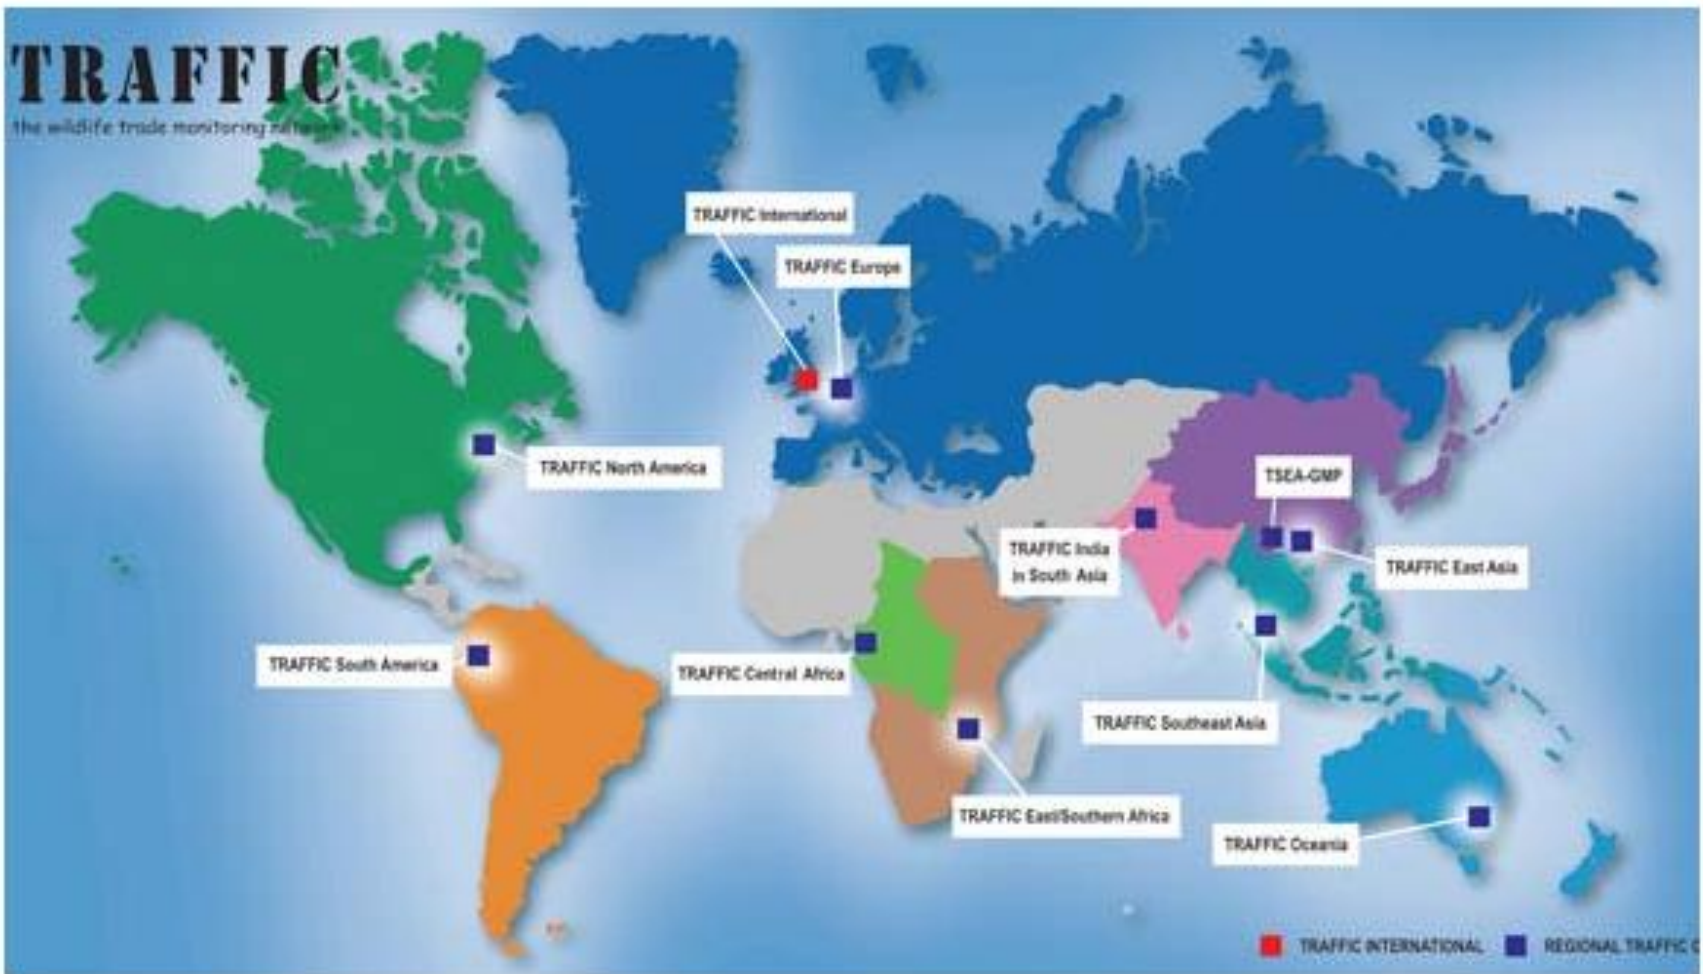 TRAFFIC
the wildlife trade monitoring network
TRAFFIC International
TRAFFIC Europe
TRAFFIC North America
TSEA-GMP
TRAFFIC India
in South Asia
TRAFFIC East Asia
TRAFFIC South America
TRAFFIC Central Africa
TRAFFIC Southeast Asia
TRAFFIC East/Southern Africa
TRAFFIC Oceania
TRAFFIC INTERNATIONAL
REGIONAL TRAFFIC